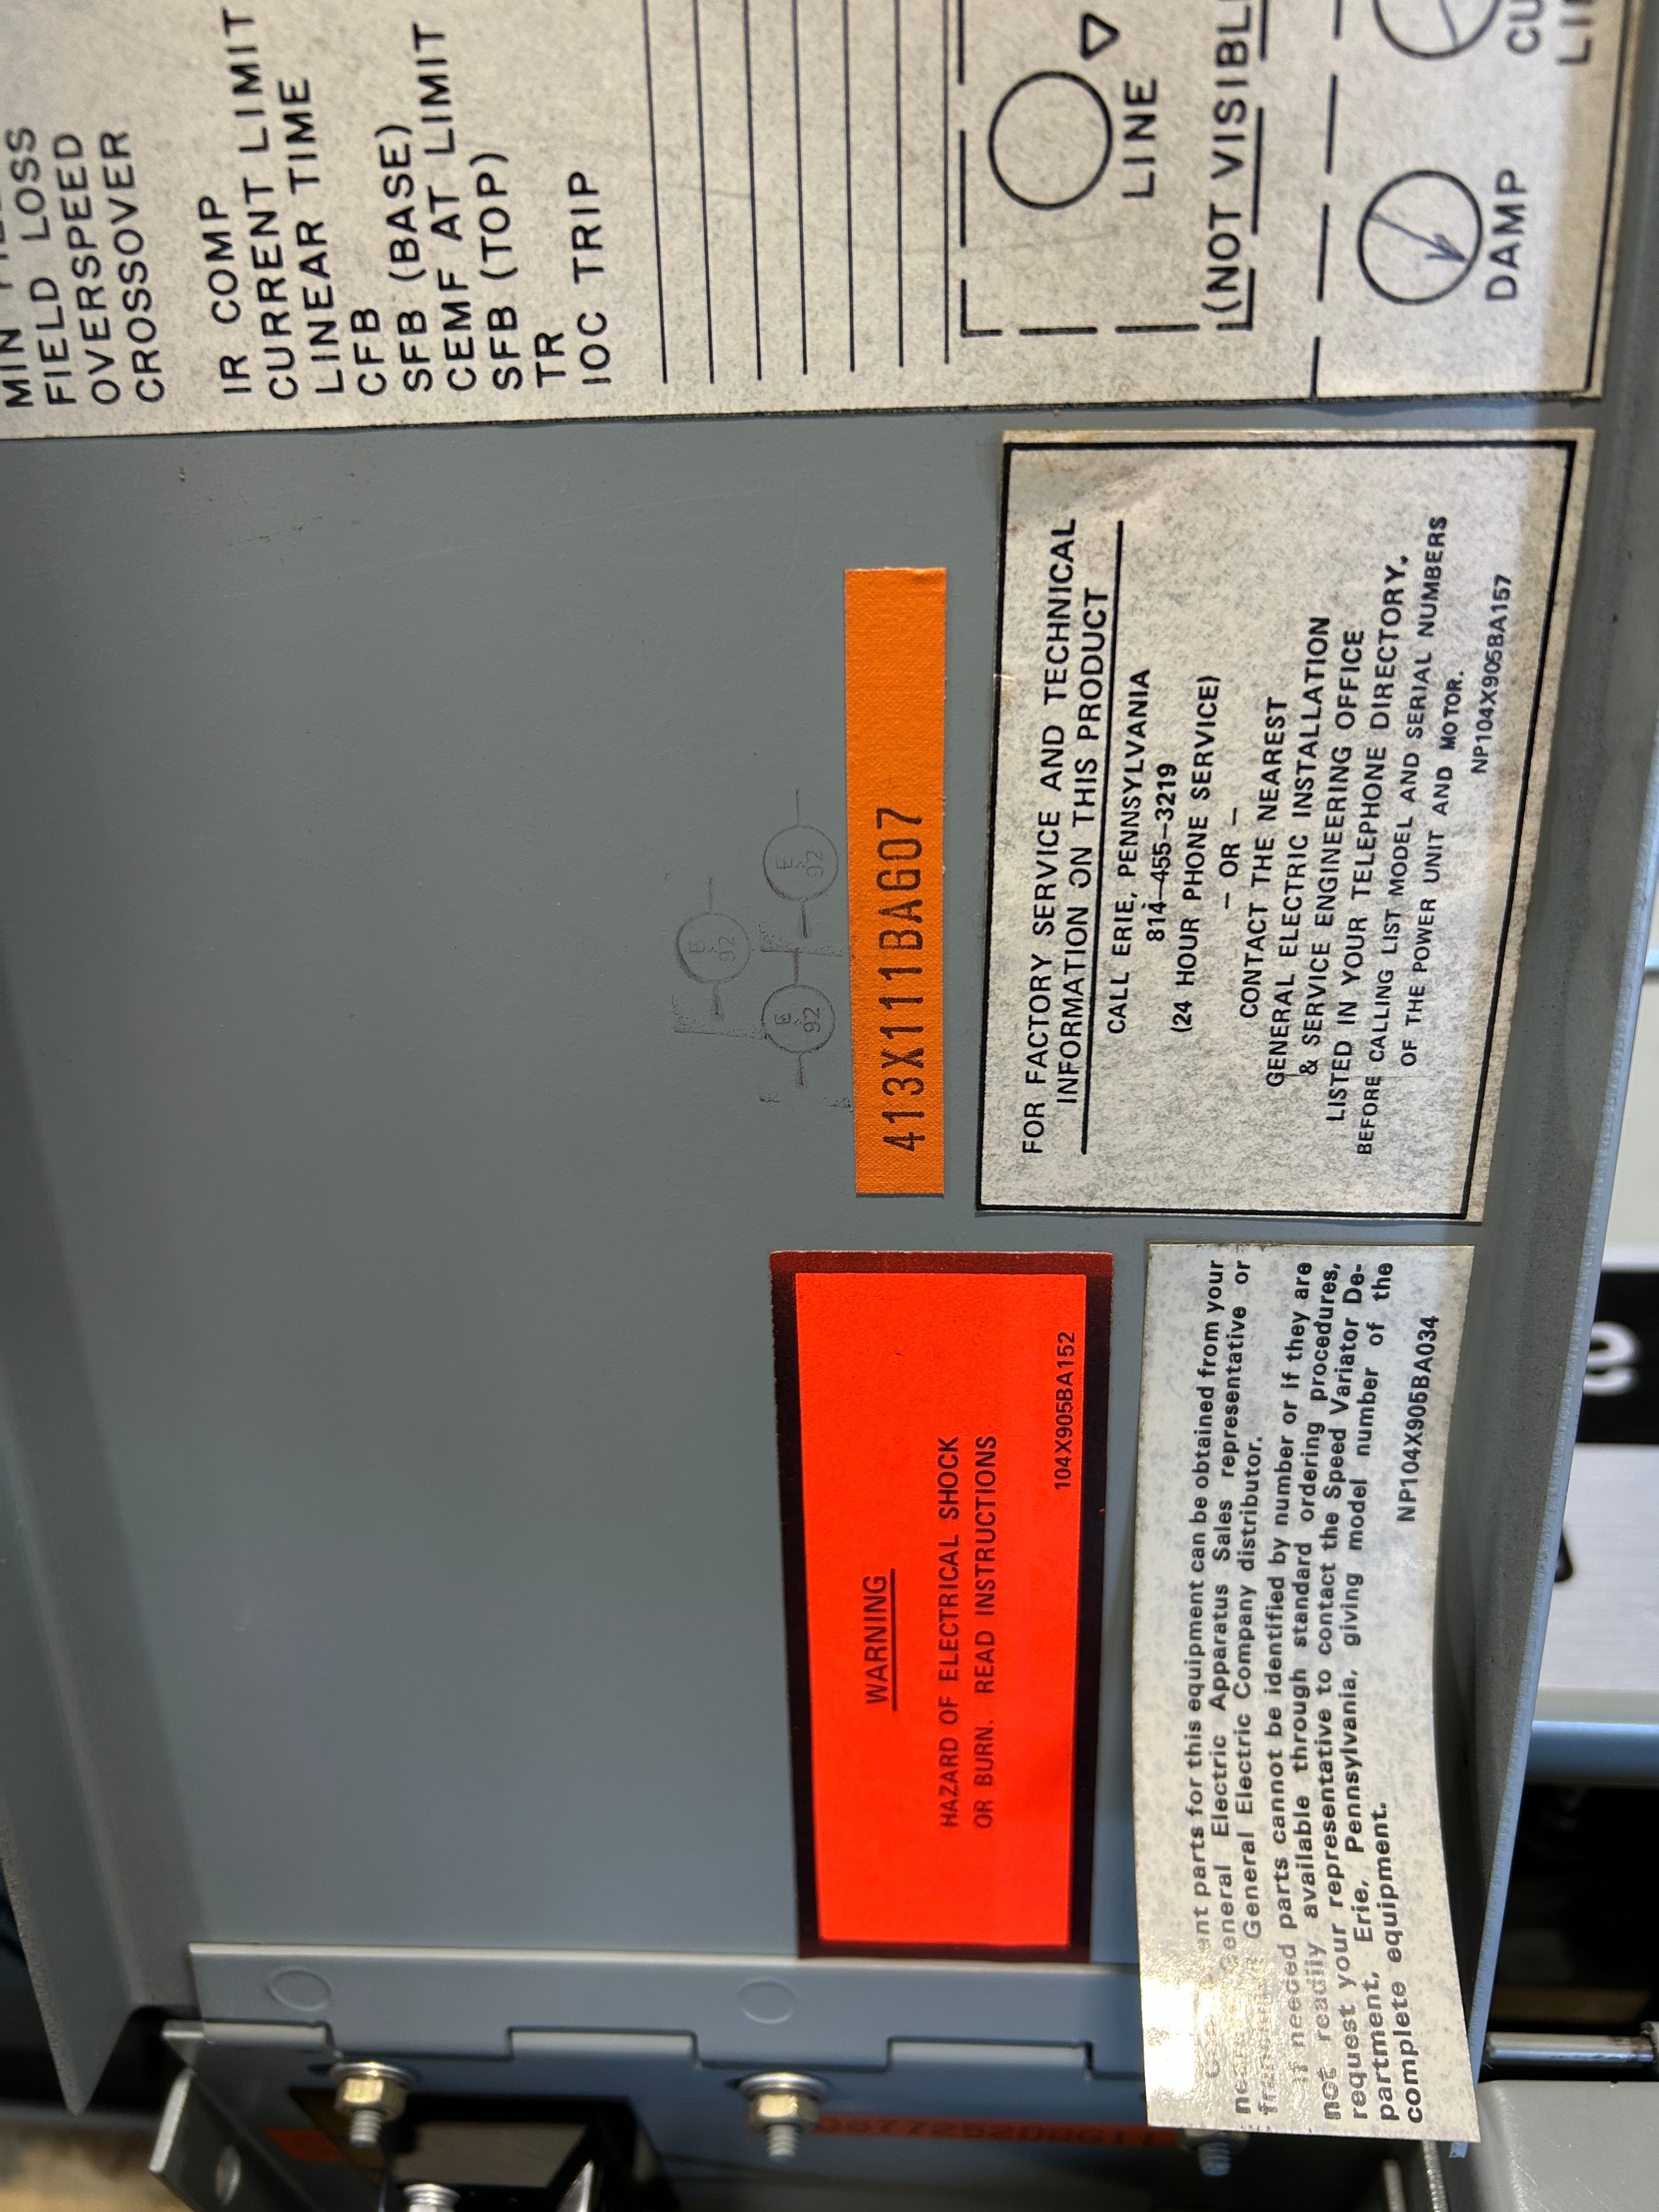 FIELD LOSS
OVERSPEED
CROSSOVER
IR COMP
CURRENT LIMIT
LINEAR TIME
CFB
SFB (BASE)
CEMF AT LIMIT
SFB (TOP)
TR
IOC TRIP
LINE
(NOT
DAMP
413X111BAG07
E
92
E
92
E
92
FOR FACTORY SERVICE AND TECHNICAL
INFORMATION ON THIS PRODUCT
CALL ERIE, PENNSYLVANIA
814-455-3219
(24 HOUR PHONE SERVICE)
- OR -
CONTACT THE NEAREST
GENERAL ELECTRIC INSTALLATION
& SERVICE ENGINEERING OFFICE
LISTED IN YOUR TELEPHONE DIRECTORY.
BEFORE CALLING LIST MODEL AND SERIAL NUMBERS
OF THE POWER UNIT AND MOTOR.
NP104X905BA157
WARNING
HAZARD OF ELECTRICAL SHOCK
OR BURN. READ INSTRUCTIONS
104X905BA152
parts for this equipment can be obtained from your
General Electric Apparatus Sales representative or
General Electric Company distributor.
If needed parts cannot be identified by number or if they are
not readily available through standard ordering procedures,
request your representative to contact the Speed Variator De-
partment, Erie, Pennsylvania, giving model number of the
complete equipment.
NP104X905BA034